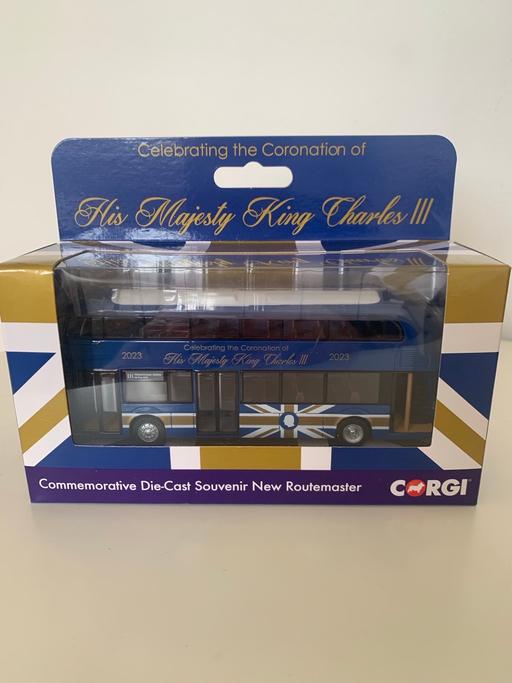 Celebrating the Coronation of
His Majesty King Charles III
Celebrating the Coronation of
2023 His Majesty King Charles III 2023
Commemorative Die-Cast Souvenir New Routemaster
CORGI